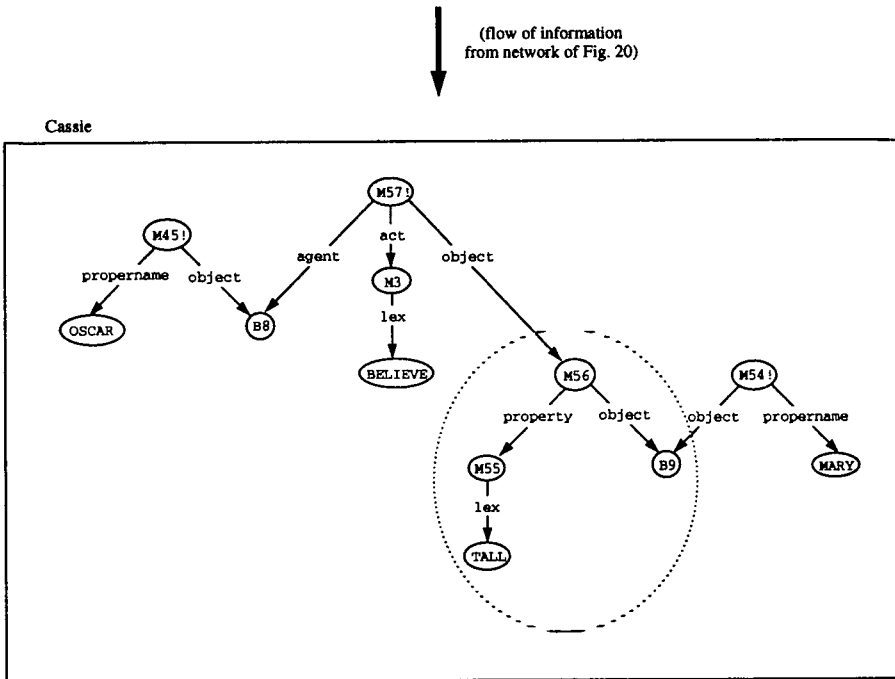 (flow of information
from network of Fig. 20)
Cassie
M57!
M45!
act
agent
object
propername
object
M3
OSCAR
B8
lex
BELIEVE
M56
M54!
property
object
object
propername
M55
B9
MARY
lex
TALL